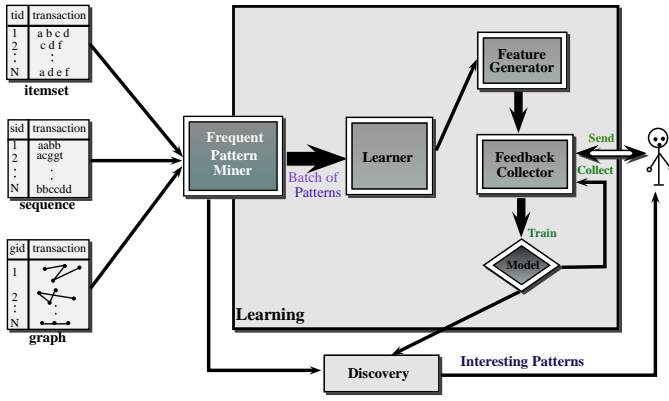 tid transaction
1 a b c d
2 c d f
N a d e f
itemset
sid transaction
1 aabb
2 acggt
N bbccdd
sequence
gid transaction
1
2
N
graph
Frequent
Pattern
Miner
Batch of
Patterns
Learner
Feature
Generator
Feedback
Collector
Send
Collect
Train
Model
Learning
Discovery
Interesting Patterns